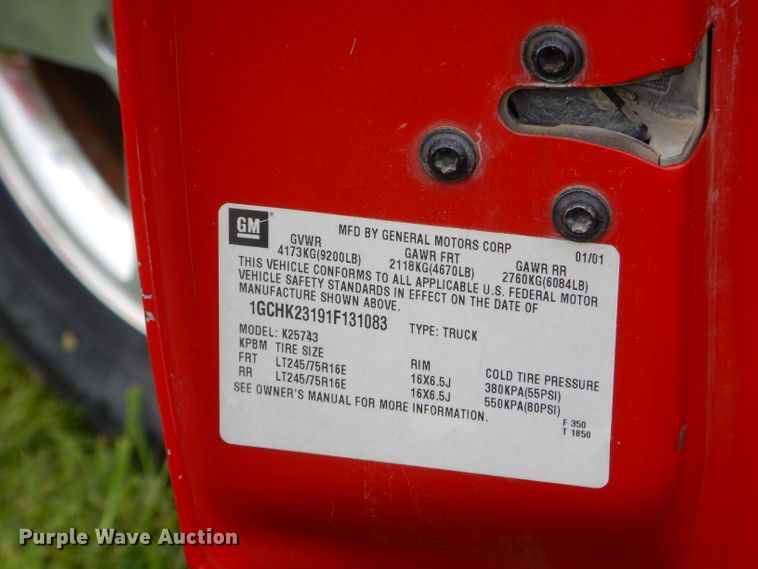 GM
MFD BY GENERAL MOTORS CORP 01/01
GVWR GAWR FRT GAWR RR
4173KG(9200LB) 2118KG(4670LB) 2760KG(6084LB)
THIS VEHICLE CONFORMS TO ALL APPLICABLE U.S. FEDERAL MOTOR
VEHICLE SAFETY STANDARDS IN EFFECT ON THE DATE OF
MANUFACTURE SHOWN ABOVE.
1GCHK23191F131083 TYPE: TRUCK
MODEL: K25743
KPBM TIRE SIZE RIM COLD TIRE PRESSURE
FRT LT245/75R16E 16X6.5J 380KPA(55PSI)
RR LT245/75R16E 16X6.5J 550KPA(80PSI)
SEE OWNER'S MANUAL FOR MORE INFORMATION.
F 350
T 1850
Purple Wave Auction